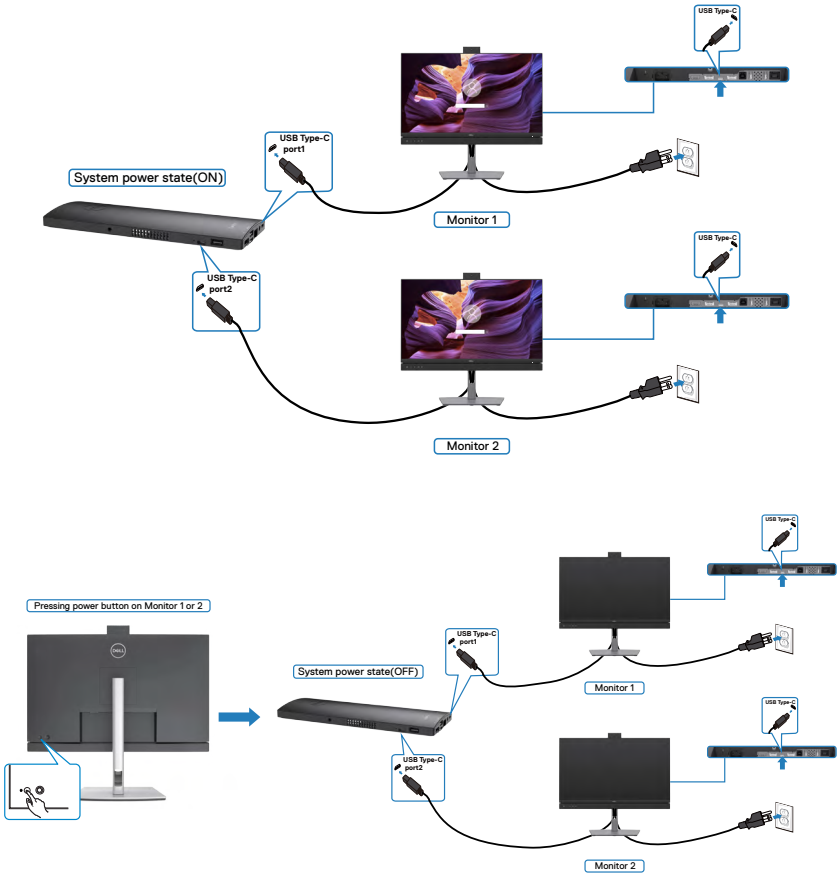 USB Type-C
USB Type-C
port1
System power state(ON)
Monitor 1
USB Type-C
USB Type-C
port2
Monitor 2
USB Type-C
Pressing power button on Monitor 1 or 2
USB Type-C
port1
DELL
System power state(OFF)
Monitor 1
USB Type-C
USB Type-C
port2
Monitor 2